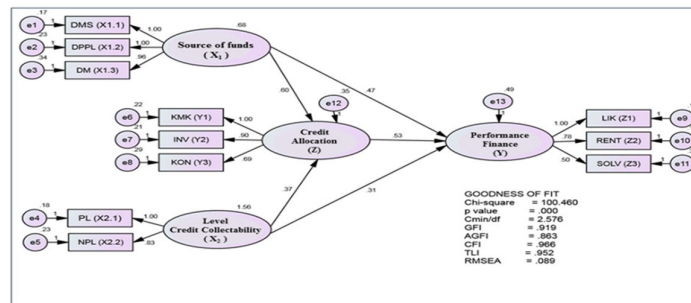 .17
e1 1 DMS (X1.1) 1.00
.23
e2 1 DPPL (X1.2) 1.00
.34
e3 1 DM (X1.3) .96
.68
Source of funds
(X1)
.47
.60
.35
e12
1
.49
e13
1
.22
e6 1 KMK (Y1) 1.00
.21
e7 1 INV (Y2) .90
.29
e8 1 KON (Y3) .69
Credit
Allocation
(Z)
.53
Performance
Finance
(Y)
1.00 LIK (Z1) 1 e9
.78 RENT (Z2) 1 e10
.50 SOLV (Z3) 1 e11
.37
.31
.18
e4 1 PL (X2.1) 1.00
.23
e5 1 NPL (X2.2) .83
1.56
Level
Credit Collectability
(X2)
GOODNESS OF FIT
Chi-square = 100.460
p value = .000
Cmin/df = 2.576
GFI = .919
AGFI = .863
CFI = .966
TLI = .952
RMSEA = .089